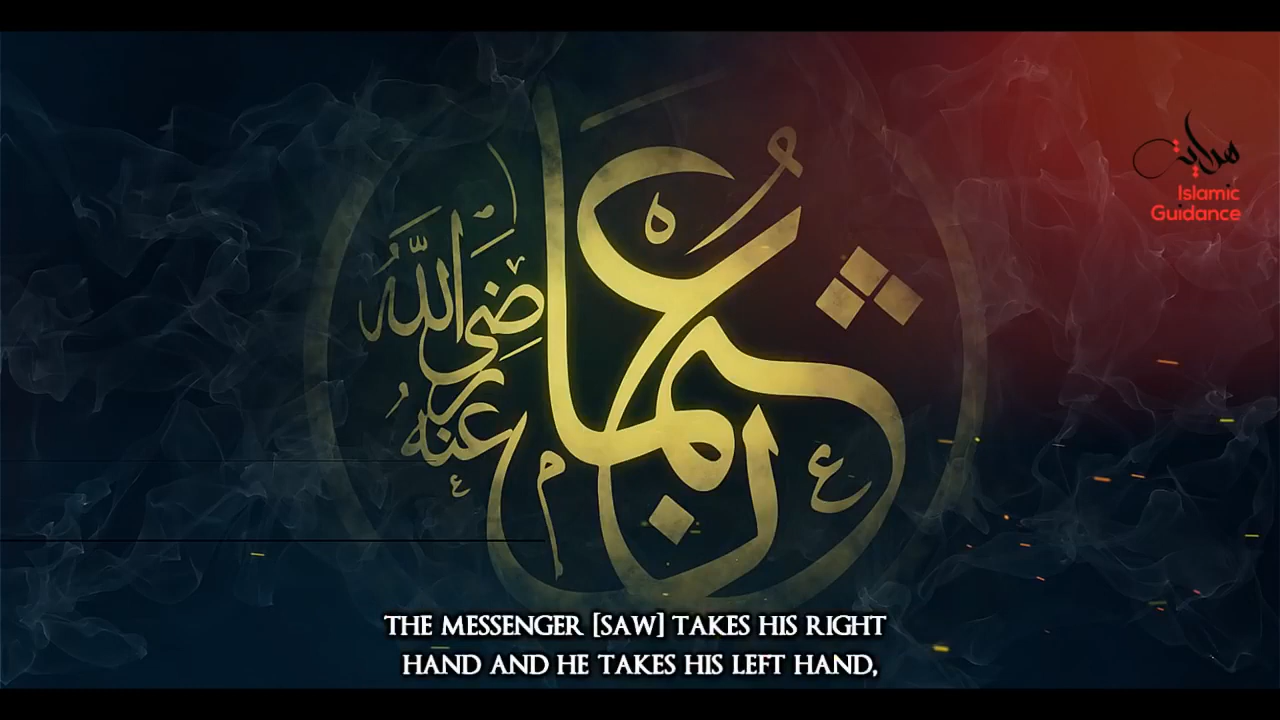 هداية
Islamic
Guidance
عثمان
رضي الله
عنه
THE MESSENGER [SAW] TAKES HIS RIGHT
HAND AND HE TAKES HIS LEFT HAND,